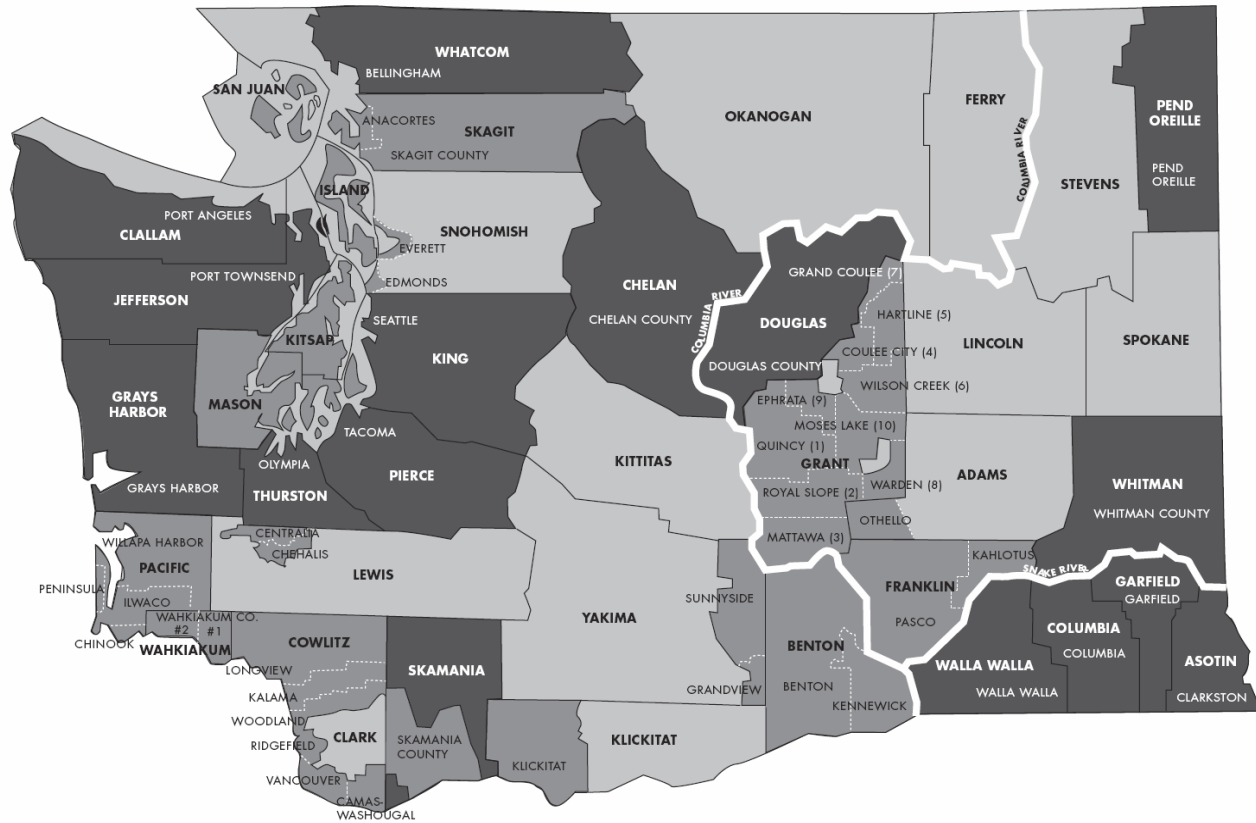 WHATCOM
BELLINGHAM
SAN JUAN
ANACORTES
SKAGIT
SKAGIT COUNTY
OKANOGAN
FERRY
COLUMBIA RIVER
STEVENS
PEND
OREILLE
PEND
OREILLE
ISLAND
PORT ANGELES
CLALLAM
SNOHOMISH
EVERETT
EDMONDS
PORT TOWNSEND
JEFFERSON
SEATTLE
KITSAP
KING
CHELAN
CHELAN COUNTY
COLUMBIA RIVER
GRAND COULEE (7)
DOUGLAS
HARTLINE (5)
COULEE CITY (4)
DOUGLAS COUNTY
WILSON CREEK (6)
LINCOLN
SPOKANE
GRAYS
HARBOR
MASON
TACOMA
EPHRATA (9)
MOSES LAKE (10)
QUINCY (1)
GRANT
OLYMPIA
GRAYS HARBOR
THURSTON
PIERCE
KITTITAS
ROYAL SLOPE (2)
WARDEN (8)
ADAMS
WHITMAN
WHITMAN COUNTY
OTHELLO
MATTAWA (3)
WILLAPA HARBOR
CENTRALIA
CHEHALIS
PACIFIC
LEWIS
PENINSULA
ILWACO
WAHKIAKUM CO.
#2 #1
CHINOOK
WAHKIAKUM
COWLITZ
YAKIMA
SUNNYSIDE
KAHLOTUS
FRANKLIN
PASCO
SNAKE RIVER
GARFIELD
GARFIELD
COLUMBIA
COLUMBIA
ASOTIN
CLARKSTON
WALLA WALLA
WALLA WALLA
BENTON
BENTON
KENNEWICK
GRANDVIEW
LONGVIEW
SKAMANIA
KALAMA
WOODLAND
RIDGEFIELD
CLARK
SKAMANIA
COUNTY
KLICKITAT
KLICKITAT
VANCOUVER
CAMAS-
WASHOUGAL